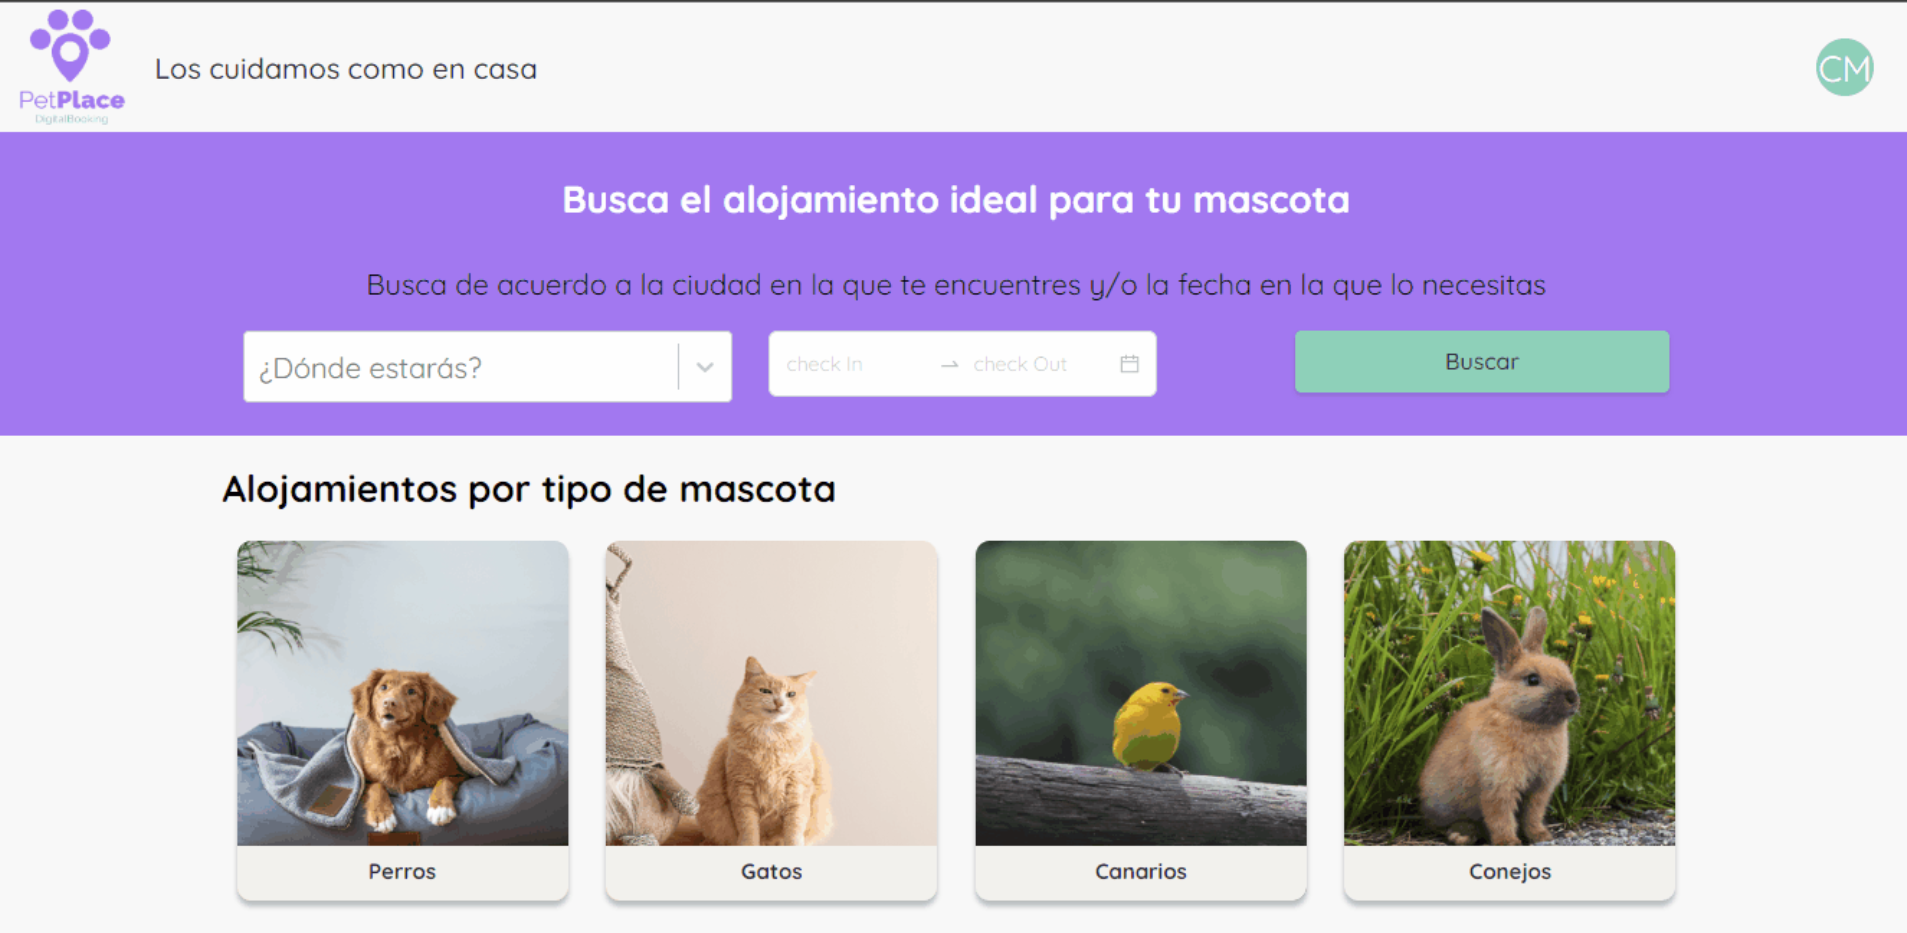 PetPlace
DigitalBooking
Los cuidamos como en casa
CM
Busca el alojamiento ideal para tu mascota
Busca de acuerdo a la ciudad en la que te encuentres y/o la fecha en la que lo necesitas
¿Dónde estarás?
check In → check Out
Buscar
Alojamientos por tipo de mascota
Perros
Gatos
Canarios
Conejos